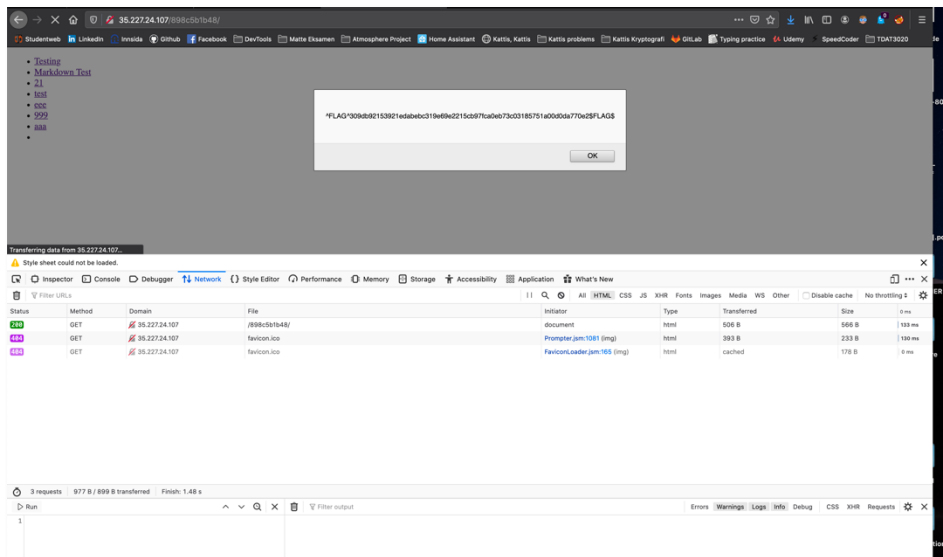 35.227.24.107/898c5b1b48/
Studentweb LinkedIn Innsida Github Facebook DevTools Matte Eksamen Atmosphere Project Home Assistant Kattis, Kattis Kattis problems Kattis Kryptografi GitLab Typing practice Udemy SpeedCoder TDAT3020
Testing
Markdown Test
21
test
eee
999
aaa
^FLAG^309db92153921edabebc319e69e2215cb97fca0eb73c03185751a00d0da770e2$FLAG$
OK
Transferring data from 35.227.24.107...
Style sheet could not be loaded.
Inspector Console Debugger Network Style Editor Performance Memory Storage Accessibility Application What's New
Filter URLs All HTML CSS JS XHR Fonts Images Media WS Other Disable cache No throttling
Status Method Domain File Initiator Type Transferred Size 0 ms
200 GET 35.227.24.107 /898c5b1b48/ document html 506 B 566 B 133 ms
404 GET 35.227.24.107 favicon.ico Prompter.jsm:1081 (img) html 393 B 233 B 130 ms
404 GET 35.227.24.107 favicon.ico FaviconLoader.jsm:165 (img) html cached 178 B 0 ms
3 requests 977 B / 899 B transferred Finish: 1.48 s
Run Filter output Errors Warnings Logs Info Debug CSS XHR Requests
1